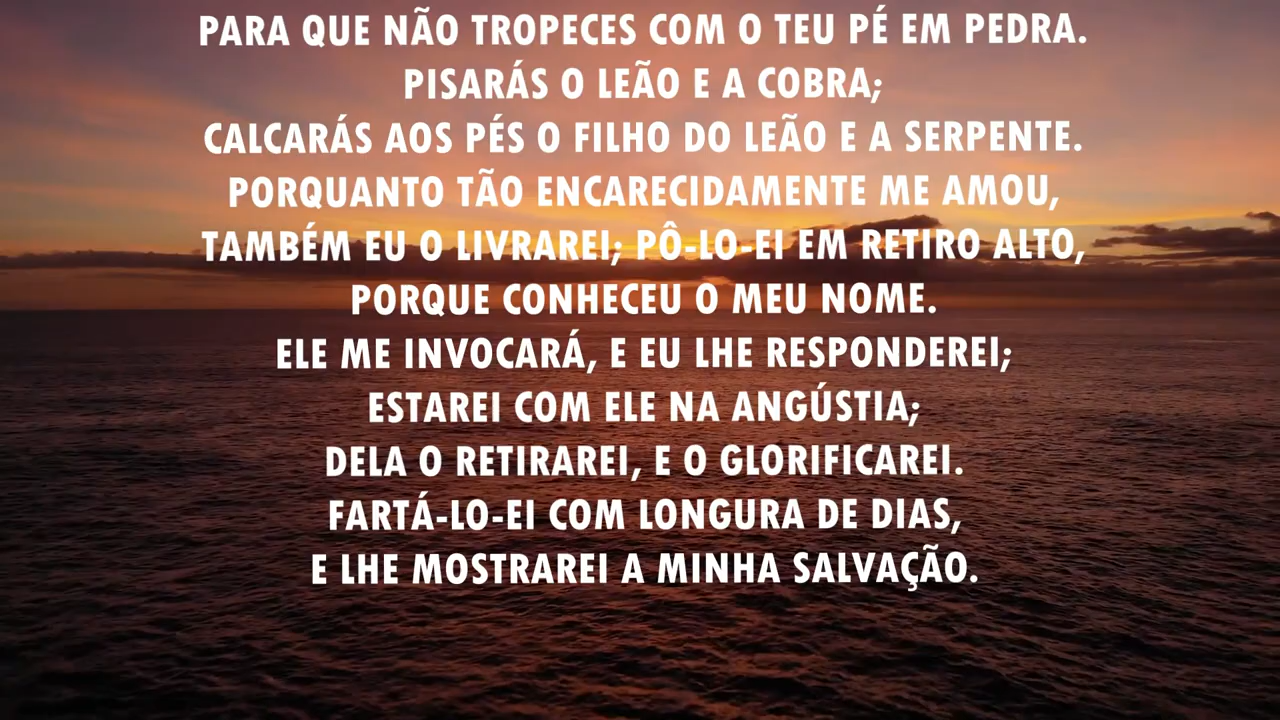 PARA QUE NÃO TROPECES COM O TEU PÉ EM PEDRA.
PISARÁS O LEÃO E A COBRA;
CALCARÁS AOS PÉS O FILHO DO LEÃO E A SERPENTE.
PORQUANTO TÃO ENCARECIDAMENTE ME AMOU,
TAMBÉM EU O LIVRAREI; PÔ-LO-EI EM RETIRO ALTO,
PORQUE CONHECEU O MEU NOME.
ELE ME INVOCARÁ, E EU LHE RESPONDEREI;
ESTAREI COM ELE NA ANGÚSTIA;
DELA O RETIRAREI, E O GLORIFICAREI.
FARTÁ-LO-EI COM LONGURA DE DIAS,
E LHE MOSTRAREI A MINHA SALVAÇÃO.